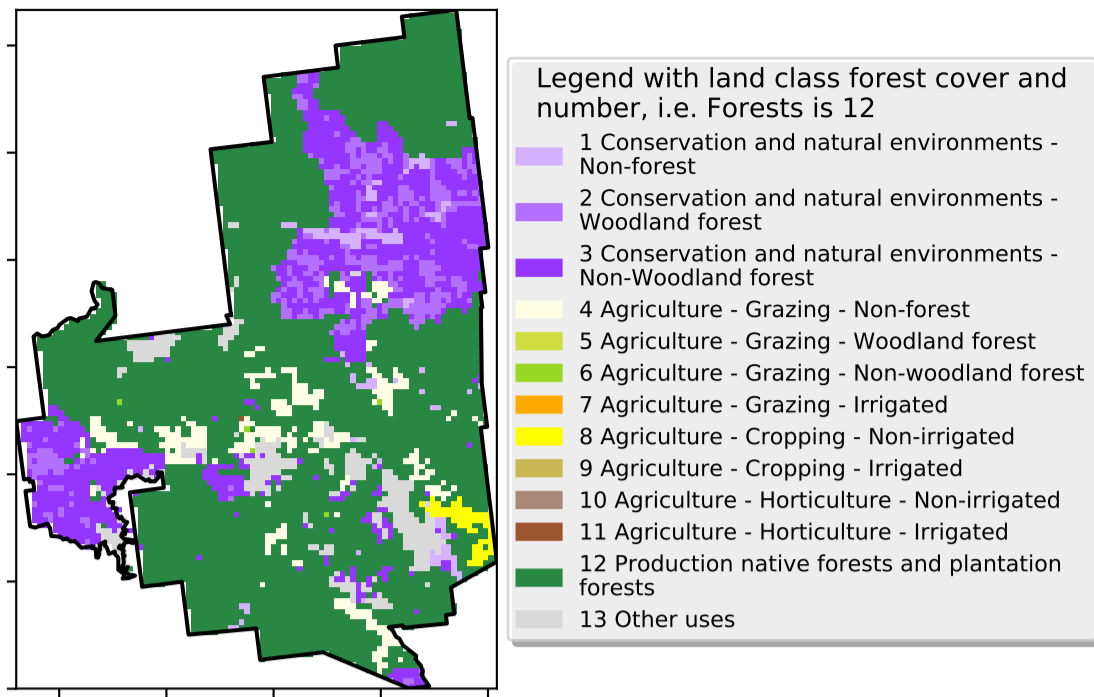 Legend with land class forest cover and
number, i.e. Forests is 12
1 Conservation and natural environments -
Non-forest
2 Conservation and natural environments -
Woodland forest
3 Conservation and natural environments -
Non-Woodland forest
4 Agriculture - Grazing - Non-forest
5 Agriculture - Grazing - Woodland forest
6 Agriculture - Grazing - Non-woodland forest
7 Agriculture - Grazing - Irrigated
8 Agriculture - Cropping - Non-irrigated
9 Agriculture - Cropping - Irrigated
10 Agriculture - Horticulture - Non-irrigated
11 Agriculture - Horticulture - Irrigated
12 Production native forests and plantation
forests
13 Other uses